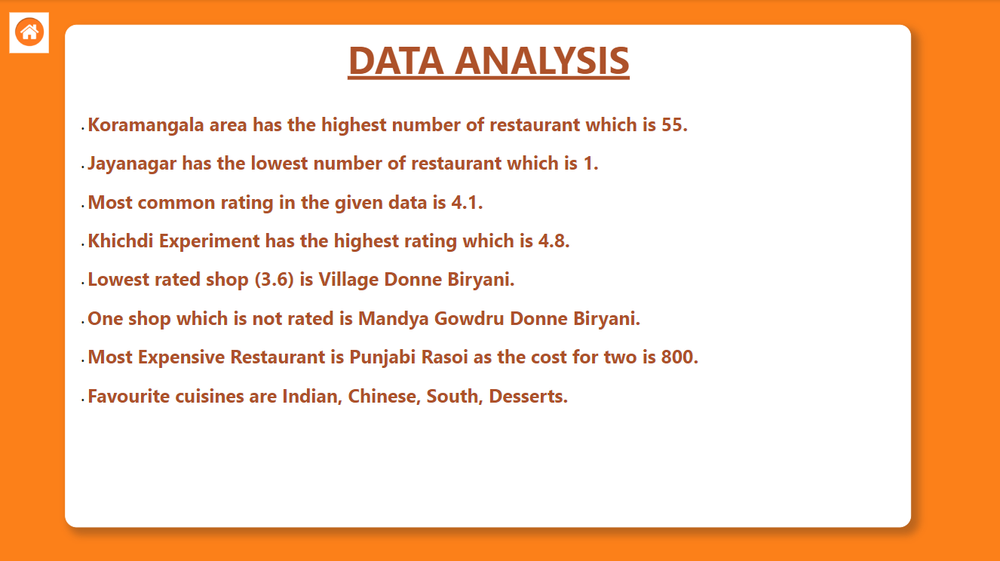 DATA ANALYSIS
. Koramangala area has the highest number of restaurant which is 55.
. Jayanagar has the lowest number of restaurant which is 1.
. Most common rating in the given data is 4.1.
. Khichdi Experiment has the highest rating which is 4.8.
. Lowest rated shop (3.6) is Village Donne Biryani.
. One shop which is not rated is Mandya Gowdru Donne Biryani.
. Most Expensive Restaurant is Punjabi Rasoi as the cost for two is 800.
. Favourite cuisines are Indian, Chinese, South, Desserts.